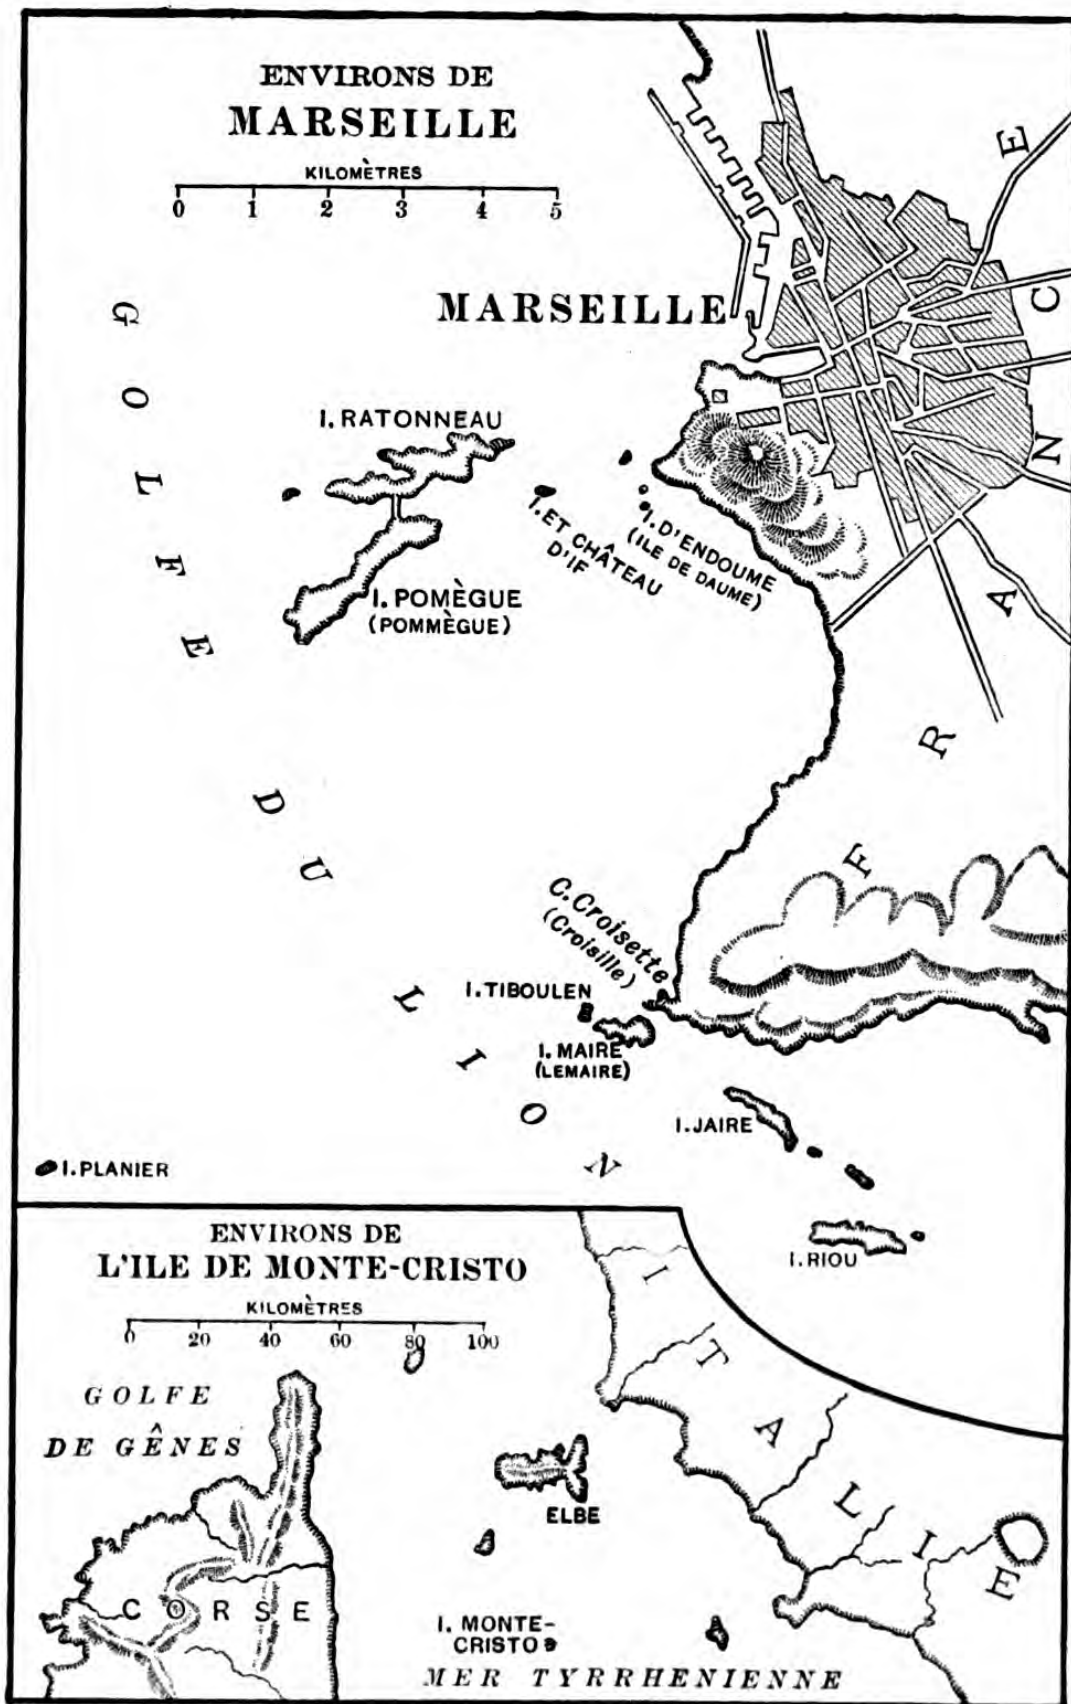 ENVIRONS DE
MARSEILLE
KILOMÈTRES
0 1 2 3 4 5
MARSEILLE
FRANCE
GOLFE DU LION
I. RATONNEAU
I. ET CHÂTEAU
D'IF
I. D'ENDOUME
(ILE DE DAUME)
I. POMÈGUE
(POMMÈGUE)
C. Croisette
(Croisille)
I. TIBOULEN
I. MAIRE
(LEMAIRE)
I. JAIRE
I. PLANIER
I. RIOU
ENVIRONS DE
L'ILE DE MONTE-CRISTO
KILOMÈTRES
0 20 40 60 80 100
GOLFE
DE GÊNES
ITALIE
ELBE
CORSE
I. MONTE-
CRISTO
MER TYRRHENIENNE